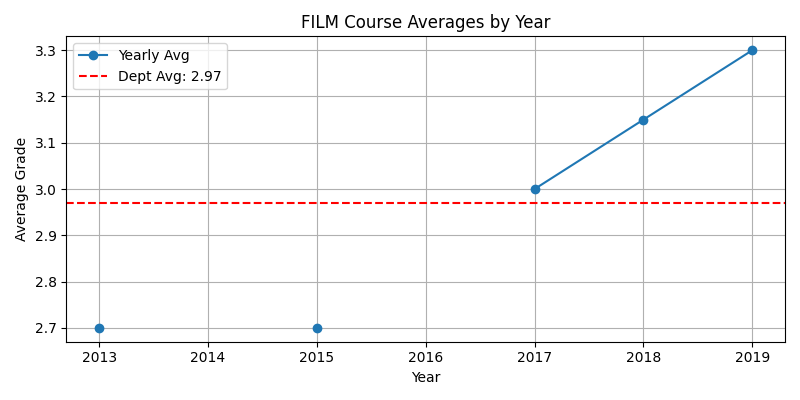 FILM Course Averages by Year
Yearly Avg
Dept Avg: 2.97
Average Grade
3.3
3.2
3.1
3.0
2.9
2.8
2.7
2013 2014 2015 2016 2017 2018 2019
Year